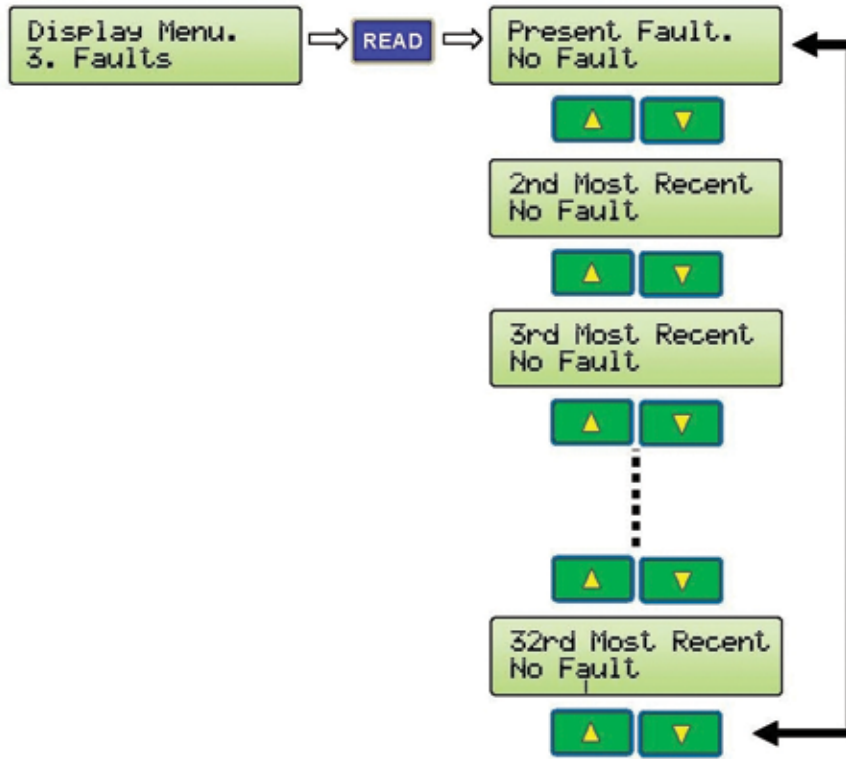 Display Menu.
3. Faults
READ
Present Fault.
No Fault
2nd Most Recent
No Fault
3rd Most Recent
No Fault
32rd Most Recent
No Fault